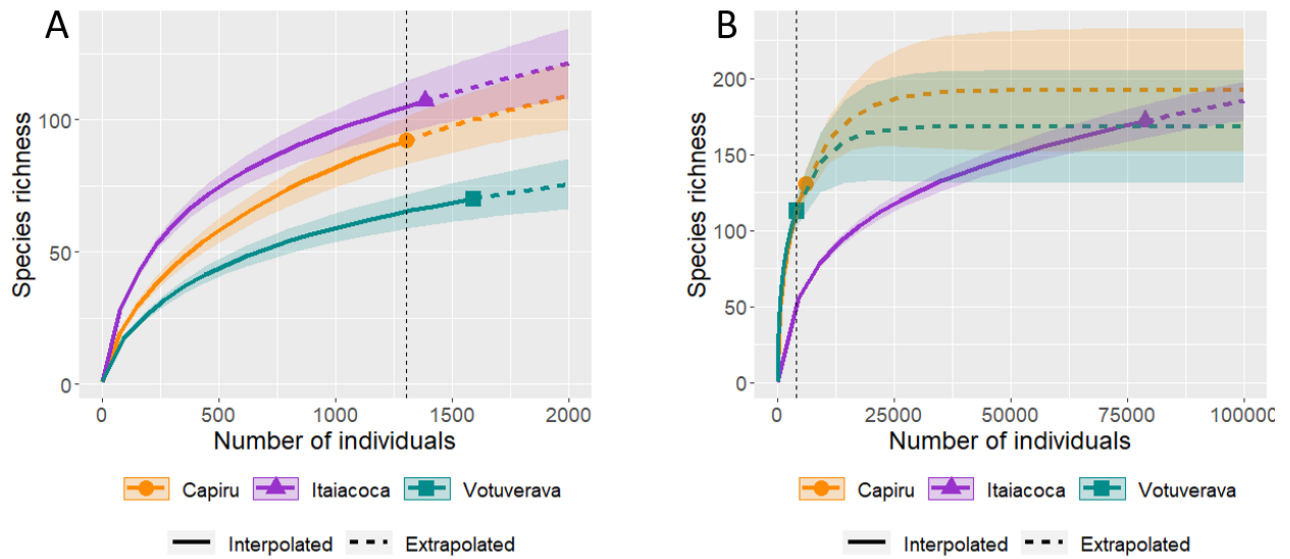 A
Species richness
100
50
0
0 500 1000 1500 2000
Number of individuals
Capiru Itaiacoca Votuverava
Interpolated Extrapolated
B
Species richness
200
150
100
50
0
0 25000 50000 75000 100000
Number of individuals
Capiru Itaiacoca Votuverava
Interpolated Extrapolated